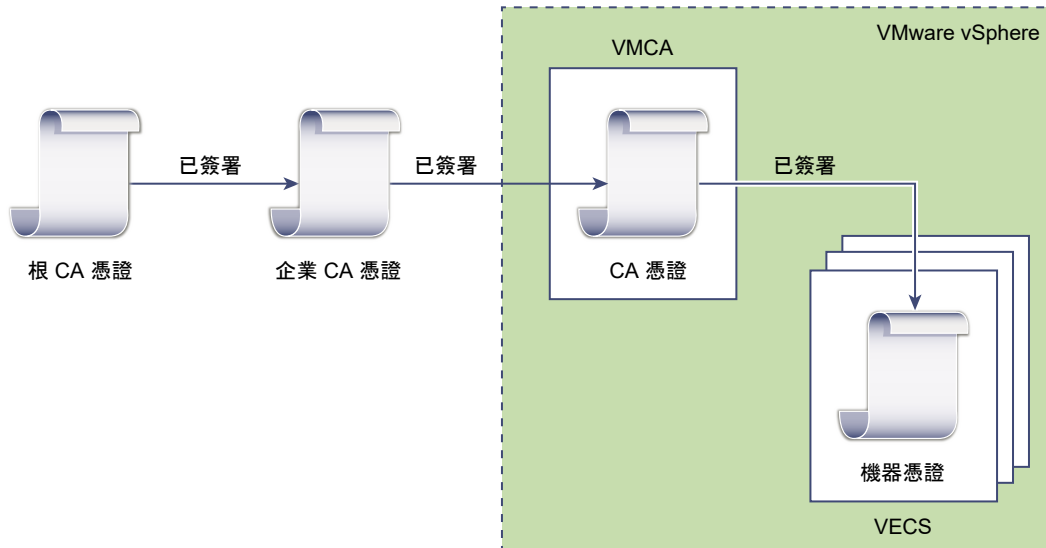 VMware vSphere
VMCA
已簽署
已簽署
已簽署
根 CA 憑證
企業 CA 憑證
CA 憑證
機器憑證
VECS